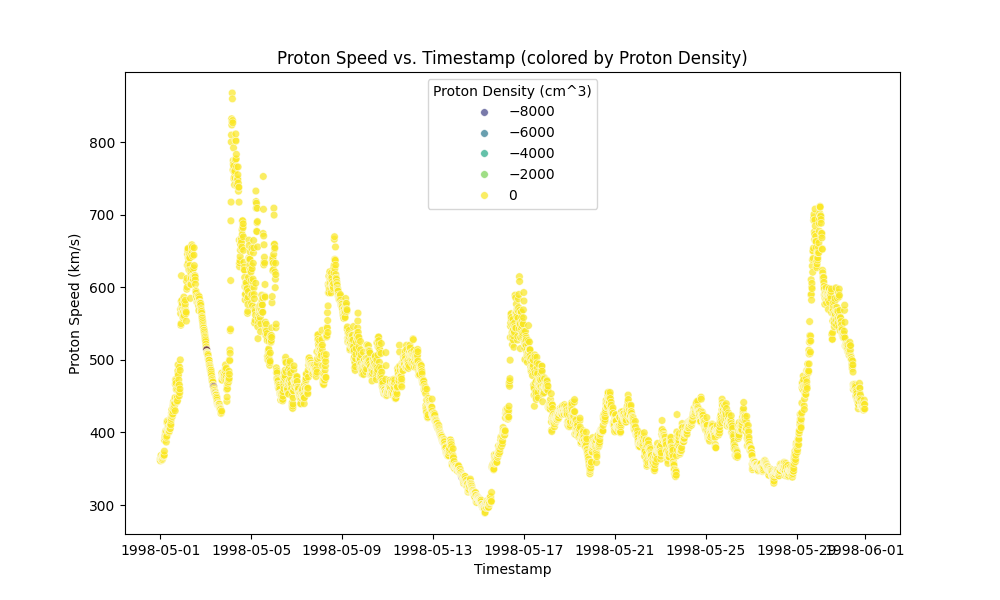 Proton Speed vs. Timestamp (colored by Proton Density)
Proton Density (cm^3)
−8000
−6000
−4000
−2000
0
Proton Speed (km/s)
800
700
600
500
400
300
1998-05-01 1998-05-05 1998-05-09 1998-05-13 1998-05-17 1998-05-21 1998-05-25 1998-05-29 1998-06-01
Timestamp